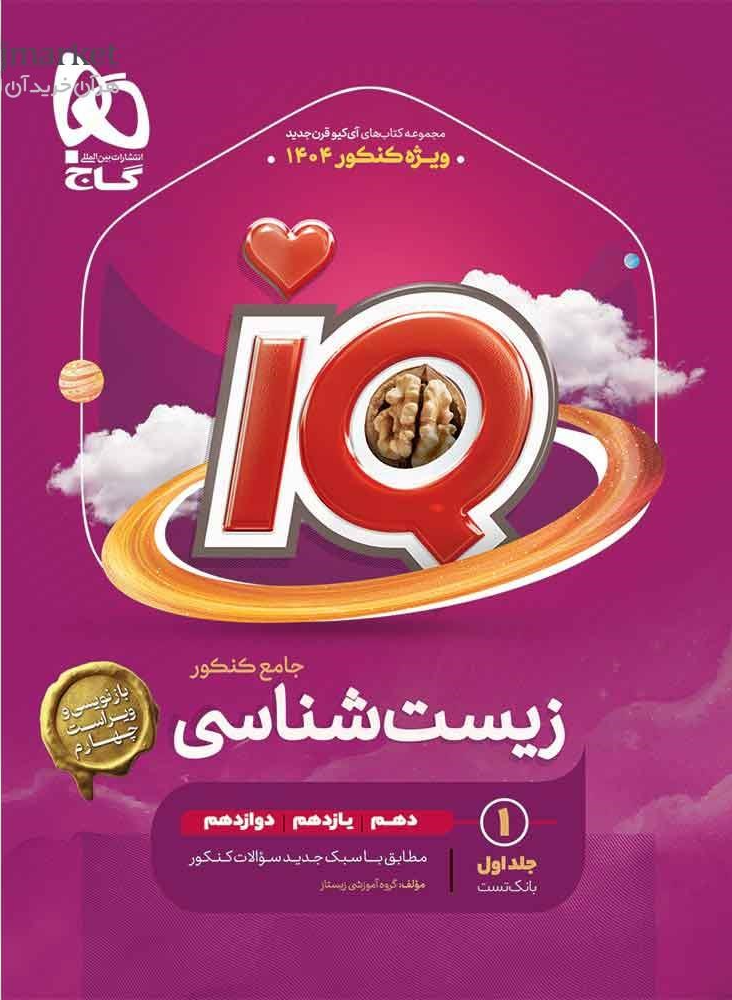 jmarket
هرآن خرید آن
انتشارات بین‌المللی
گاج
مجموعه کتاب‌های آی‌کیو قرن جدید
ویژه کنکور ۱۴۰۴
iQ
جامع کنکور
زیست‌شناسی
بازنویسی و
ویراست
چهارم
۱
جلد اول
بانک تست
دهم | یازدهم | دوازدهم
مطابق با سبک جدید سؤالات کنکور
مؤلف: گروه آموزشی زیستاز